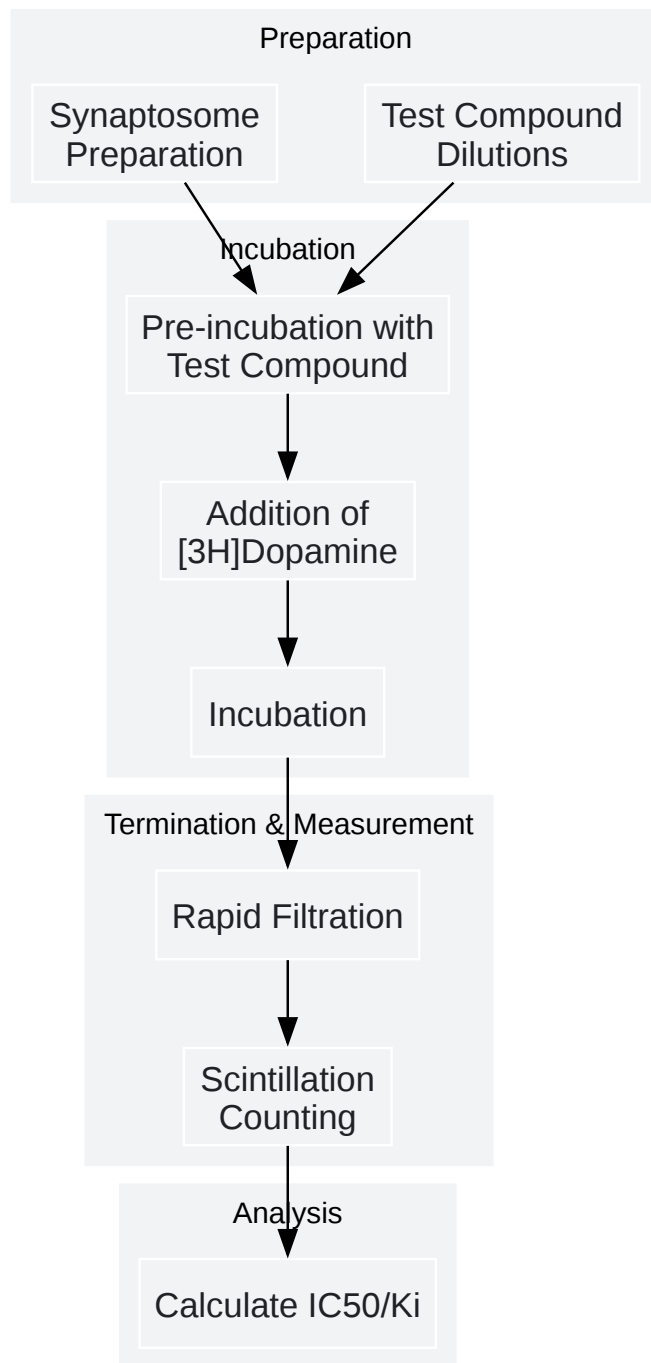 Preparation
Synaptosome
Preparation
Test Compound
Dilutions
Incubation
Pre-incubation with
Test Compound
Addition of
[3H]Dopamine
Incubation
Termination & Measurement
Rapid Filtration
Scintillation
Counting
Analysis
Calculate IC50/Ki